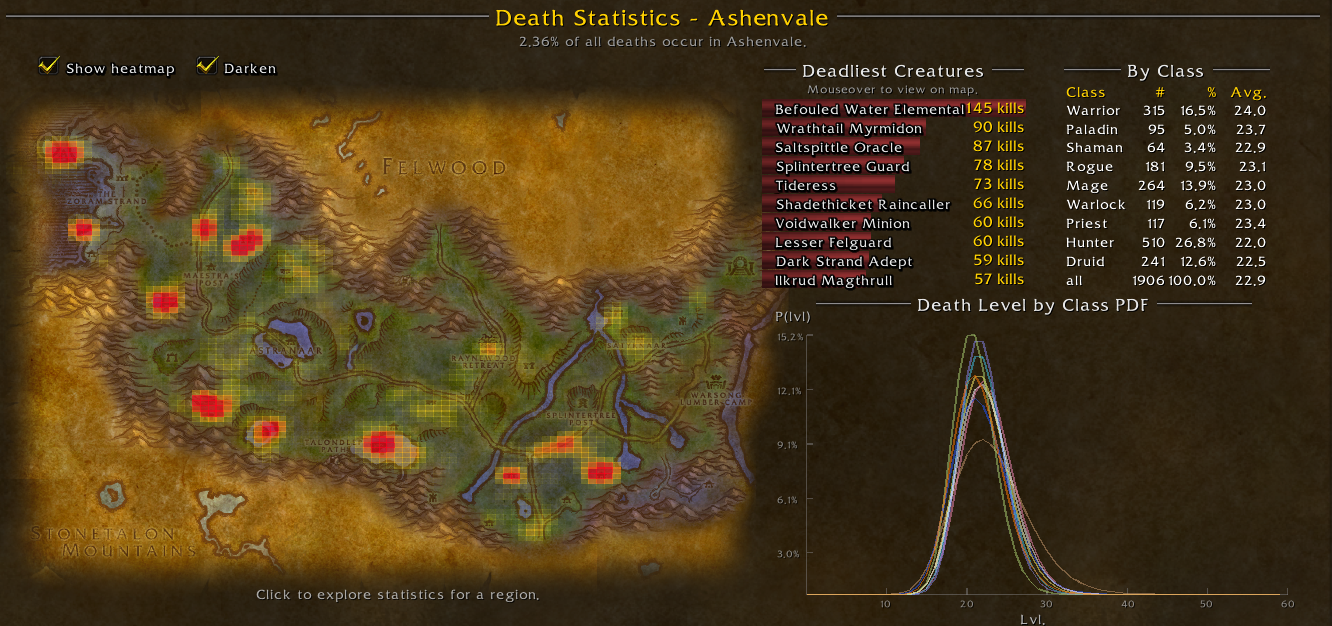 Death Statistics - Ashenvale
2.36% of all deaths occur in Ashenvale.
Show heatmap
Darken
FELWOOD
THE
ZORAM STRAND
MAESTRA'S
POST
ASTRANAAR
RAYNEWOOD
RETREAT
SATYRNAAR
WARSONG
LUMBER CAMP
SPLINTERTREE
POST
STONETALON
MOUNTAINS
Click to explore statistics for a region.
Deadliest Creatures
Mouseover to view on map.
Befouled Water Elemental 145 kills
Wrathtail Myrmidon 90 kills
Saltspittle Oracle 87 kills
Splintertree Guard 78 kills
Tideress 73 kills
Shadethicket Raincaller 66 kills
Voidwalker Minion 60 kills
Lesser Felguard 60 kills
Dark Strand Adept 59 kills
Ilkrud Magthrull 57 kills
By Class
Class # % Avg.
Warrior 315 16.5% 24.0
Paladin 95 5.0% 23.7
Shaman 64 3.4% 22.9
Rogue 181 9.5% 23.1
Mage 264 13.9% 23.0
Warlock 119 6.2% 23.0
Priest 117 6.1% 23.4
Hunter 510 26.8% 22.0
Druid 241 12.6% 22.5
all 1906 100.0% 22.9
Death Level by Class PDF
P(lvl)
15.2%
12.1%
9.1%
6.1%
3.0%
10 20 30 40 50 60
Lvl.